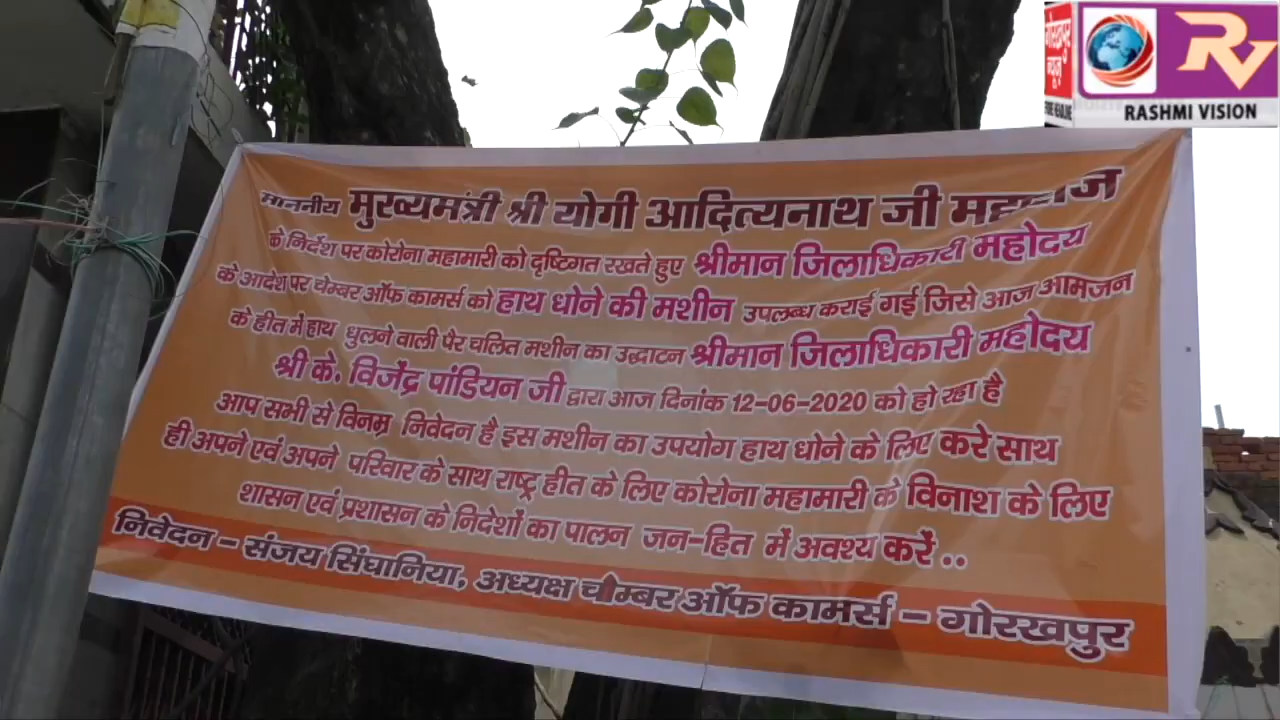 गोरखपुर न्यूज़
RV
RASHMI VISION
माननीय मुख्यमंत्री श्री योगी आदित्यनाथ जी महाराज
के निर्देश पर कोरोना महामारी को दृष्टिगत रखते हुए श्रीमान जिलाधिकारी महोदय
के आदेश पर चेम्बर ऑफ कामर्स को हाथ धोने की मशीन उपलब्ध कराई गई जिसे आज आमजन
के हीत मे हाथ धुलने वाली पैर चलित मशीन का उद्घाटन श्रीमान जिलाधिकारी महोदय
श्री के. विजेंद्र पांडियन जी द्वारा आज दिनांक 12-06-2020 को हो रहा है
आप सभी से विनम्र निवेदन है इस मशीन का उपयोग हाथ धोने के लिए करे साथ
ही अपने एवं अपने परिवार के साथ राष्ट्र हीत के लिए कोरोना महामारी के विनाश के लिए
शासन एवं प्रशासन के निदेशों का पालन जन-हित में अवश्य करें ..
निवेदन - संजय सिंघानिया, अध्यक्ष चौम्बर ऑफ कामर्स - गोरखपुर